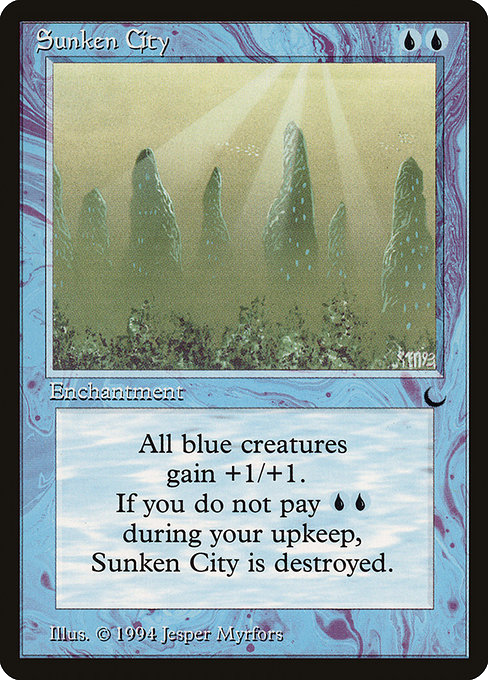 Sunken City
Enchantment
All blue creatures
gain +1/+1.
If you do not pay
during your upkeep,
Sunken City is destroyed.
Illus. © 1994 Jesper Myrfors